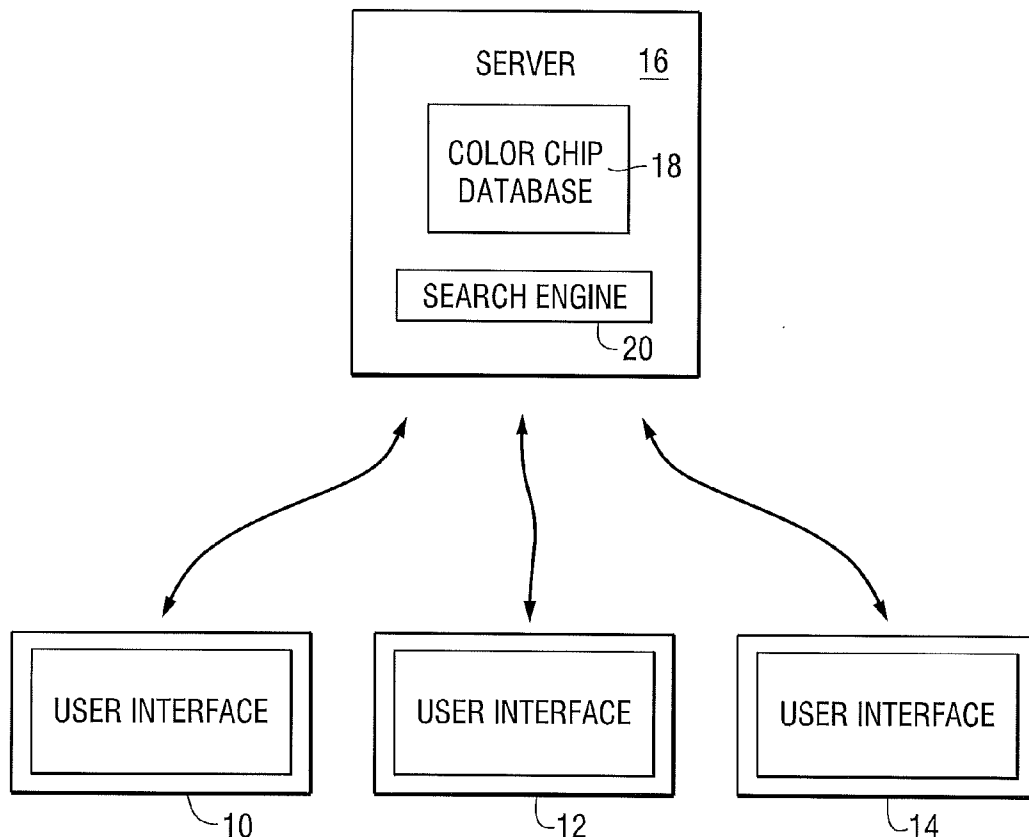 SERVER 16
COLOR CHIP
DATABASE
18
SEARCH ENGINE
20
USER INTERFACE
USER INTERFACE
USER INTERFACE
10
12
14